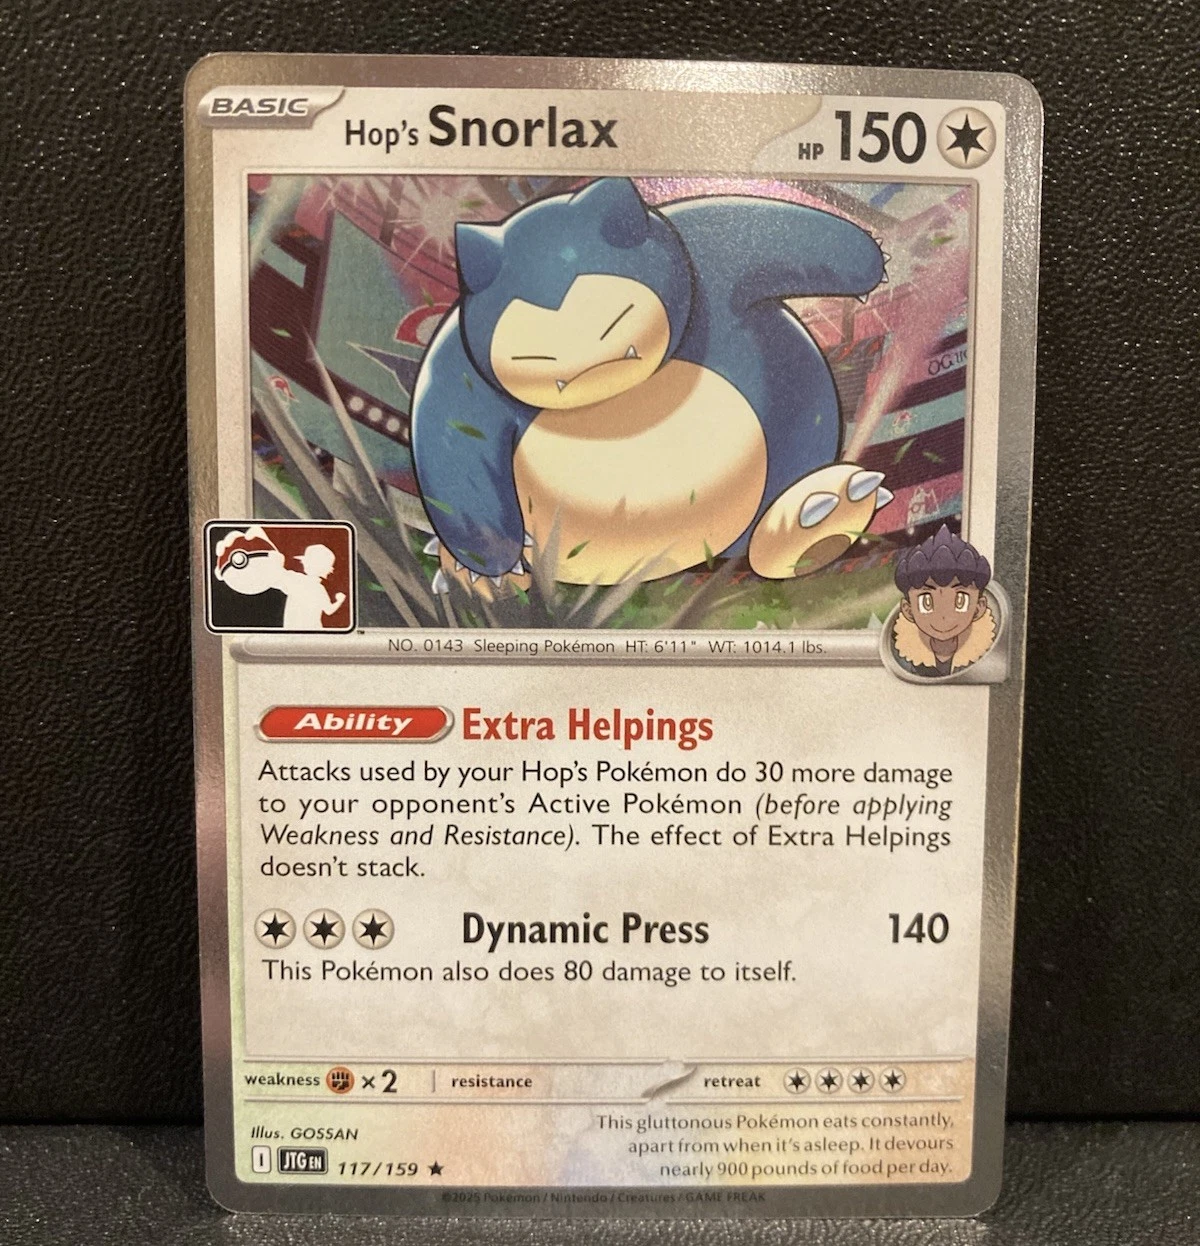 BASIC
Hop's Snorlax
HP 150
NO. 0143 Sleeping Pokémon HT: 6'11" WT: 1014.1 lbs.
Ability Extra Helpings
Attacks used by your Hop's Pokémon do 30 more damage
to your opponent's Active Pokémon (before applying
Weakness and Resistance). The effect of Extra Helpings
doesn't stack.
Dynamic Press 140
This Pokémon also does 80 damage to itself.
weakness ×2 resistance retreat
Illus. GOSSAN
I JTG EN 117/159 ★
This gluttonous Pokémon eats constantly,
apart from when it's asleep. It devours
nearly 900 pounds of food per day.
©2025 Pokémon / Nintendo / Creatures / GAME FREAK